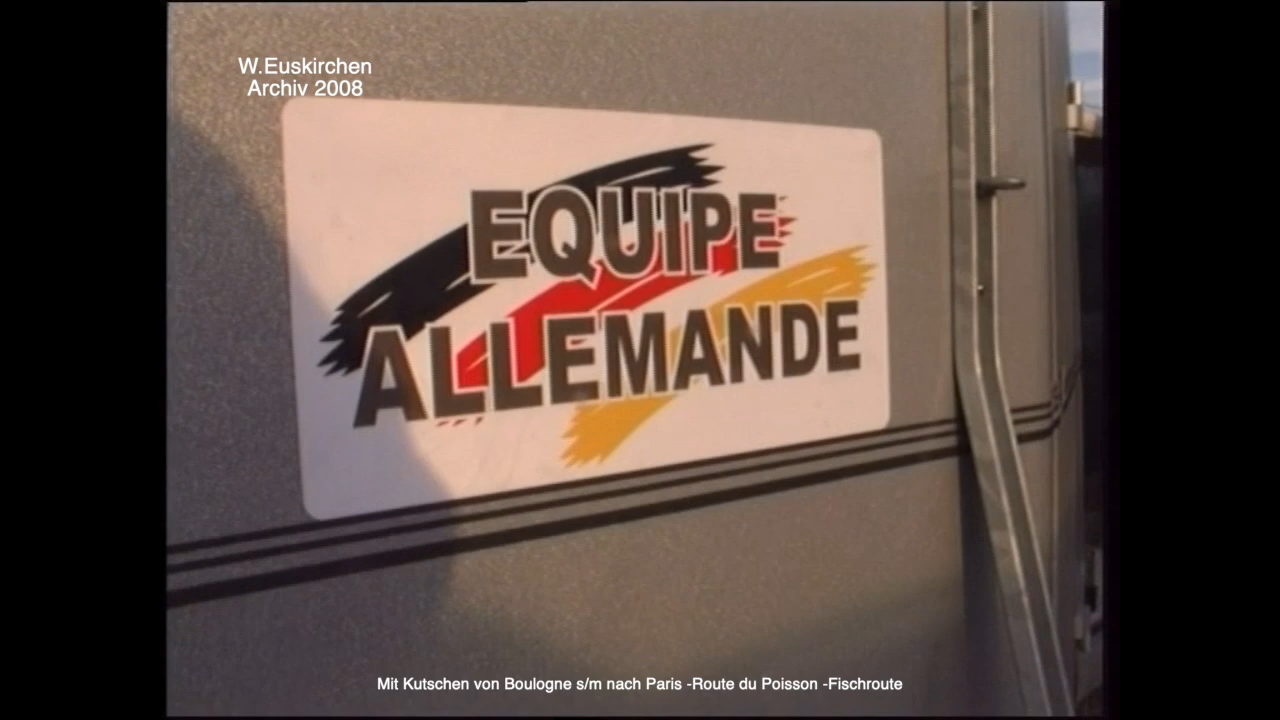 W.Euskirchen
Archiv 2008
EQUIPE
ALLEMANDE
Mit Kutschen von Boulogne s/m nach Paris -Route du Poisson -Fischroute